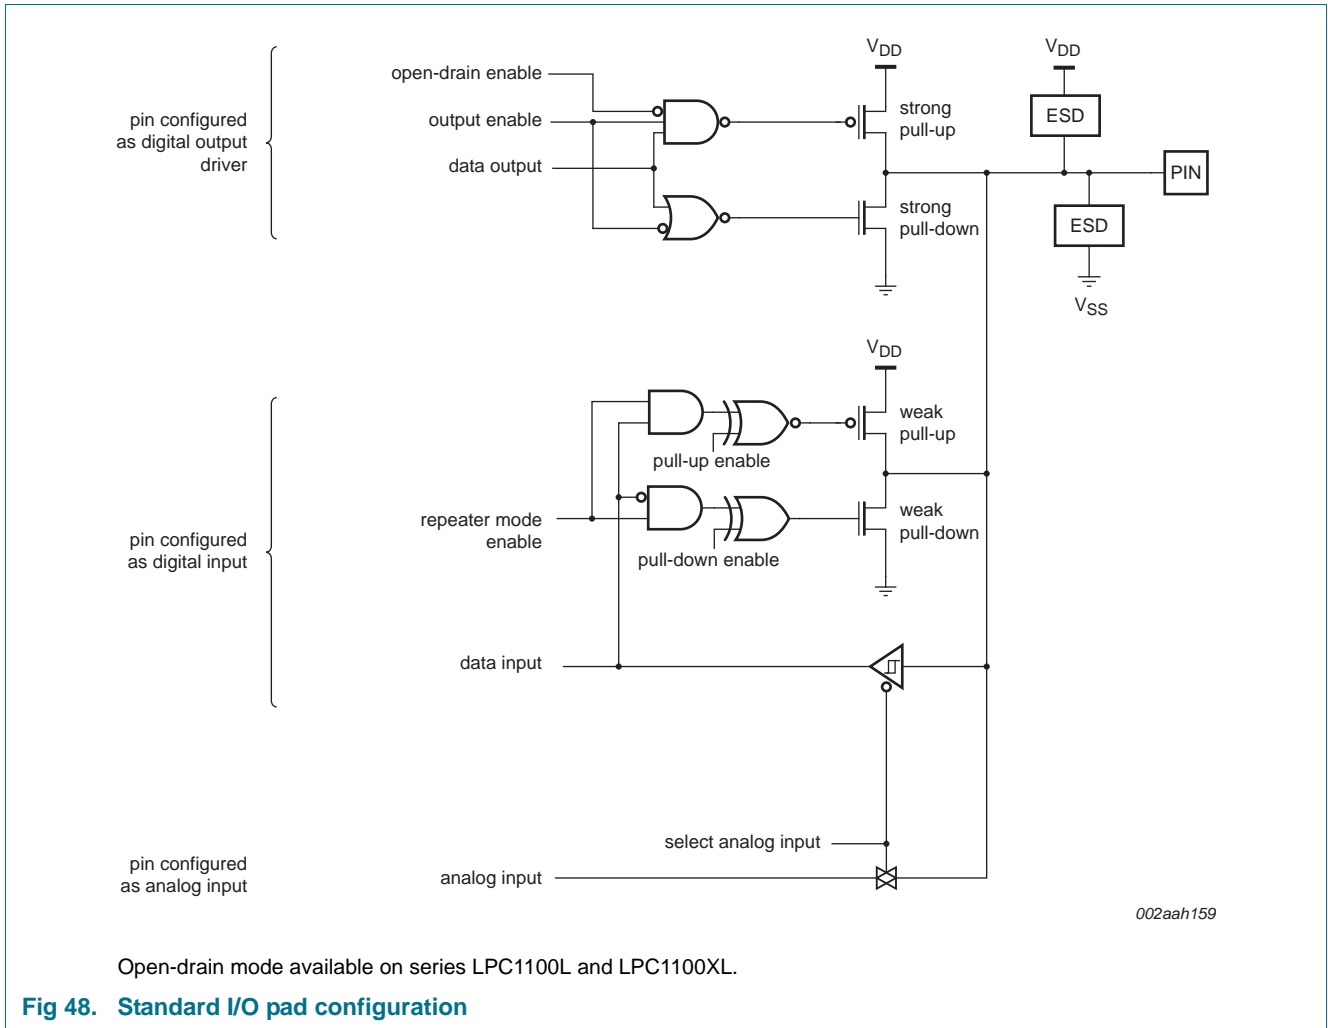 VDD
VDD
open-drain enable
strong
pull-up
ESD
pin configured
as digital output
driver
output enable
data output
PIN
strong
pull-down
ESD
VSS
VDD
weak
pull-up
pull-up enable
repeater mode
enable
weak
pull-down
pin configured
as digital input
pull-down enable
data input
select analog input
pin configured
as analog input
analog input
002aah159
Open-drain mode available on series LPC1100L and LPC1100XL.
Fig 48. Standard I/O pad configuration